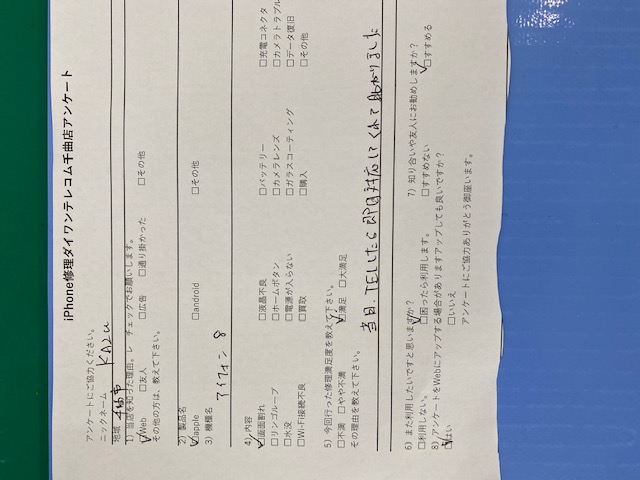 iPhone修理ダイワンテレコム千曲店アンケート
アンケートにご協力ください。
ニックネーム KAZU
地域
1) 当店を知った理由。レ チェックでお願いします。
☑Web □友人 □広告 □通り掛かった □その他
その他の方は、教えて下さい。
2) 製品名
☑apple □android □その他
3) 機種名
アイフォン 8
4) 内容
☑画面割れ □液晶不良 □バッテリー □充電コネクタ
□リンゴループ □ホームボタン □カメラレンズ □カメラトラブル
□水没 □電源が入らない □ガラスコーティング □データ復旧
□Wi-Fi接続不良 □買取 □購入 □その他
5) 今回行った修理満足度を教えて下さい。
□不満 □やや不満 ☑満足 □大満足
その理由を教えて下さい。
当日、TELしたら即日対応してくれて助かりました
6) また利用したいですと思いますか? 7) 知り合いや友人にお勧めしますか?
□利用しない。 ☑困ったら利用します。 □すすめない ☑すすめる
8) アンケートをWebにアップする場合がありますアップしても良いですか?
☑はい □いいえ
アンケートにご協力ありがとう御座います。